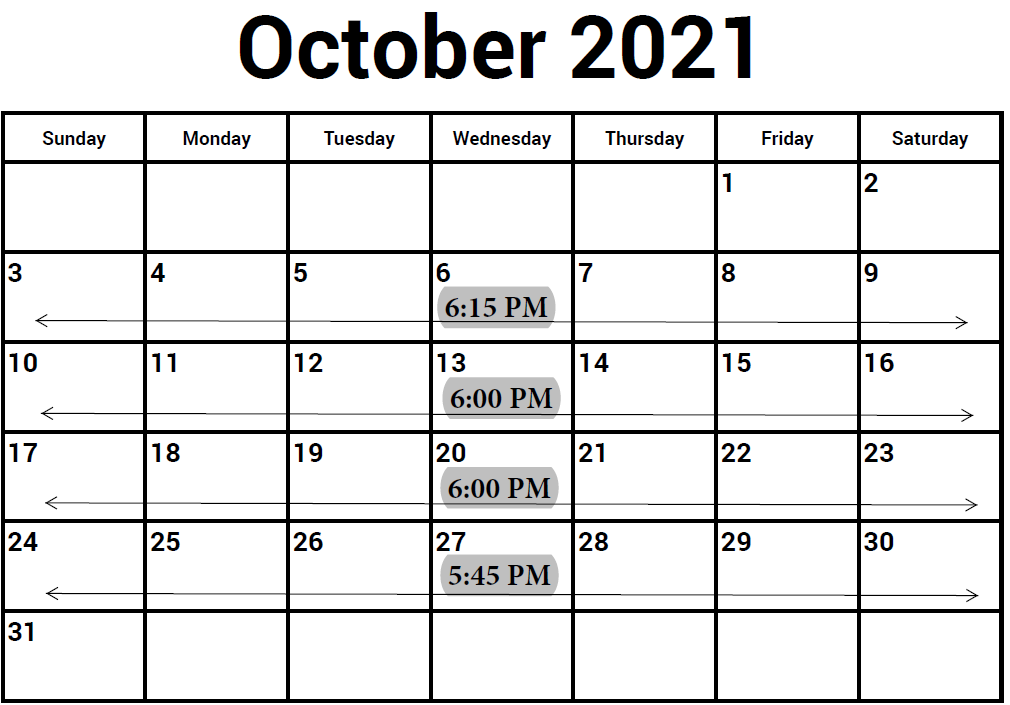 October 2021
Sunday Monday Tuesday Wednesday Thursday Friday Saturday
1 2
3 4 5 6 7 8 9
6:15 PM
10 11 12 13 14 15 16
6:00 PM
17 18 19 20 21 22 23
6:00 PM
24 25 26 27 28 29 30
5:45 PM
31